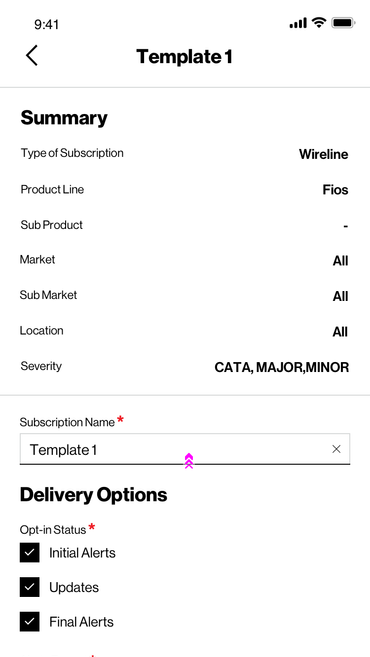 9:41
Template 1
Summary
Type of Subscription Wireline
Product Line Fios
Sub Product -
Market All
Sub Market All
Location All
Severity CATA, MAJOR,MINOR
Subscription Name *
Template 1
Delivery Options
Opt-in Status *
Initial Alerts
Updates
Final Alerts